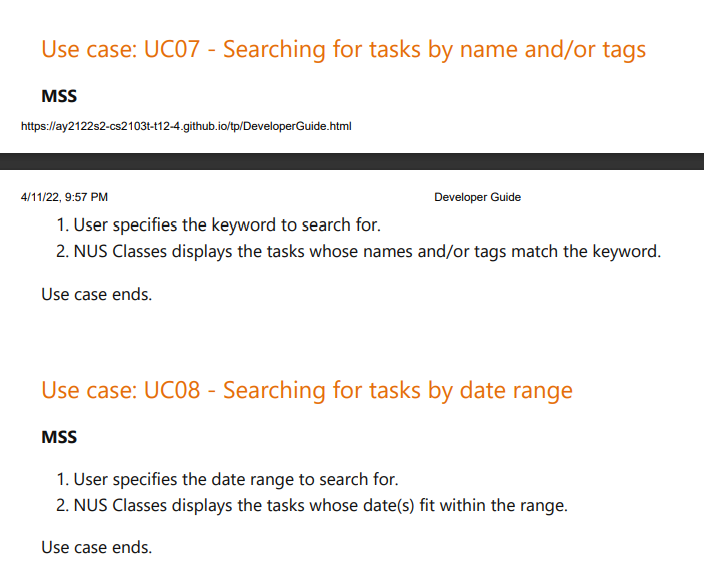 Use case: UC07 - Searching for tasks by name and/or tags
MSS
https://ay2122s2-cs2103t-t12-4.github.io/tp/DeveloperGuide.html
4/11/22, 9:57 PM Developer Guide
1. User specifies the keyword to search for.
2. NUS Classes displays the tasks whose names and/or tags match the keyword.
Use case ends.
Use case: UC08 - Searching for tasks by date range
MSS
1. User specifies the date range to search for.
2. NUS Classes displays the tasks whose date(s) fit within the range.
Use case ends.